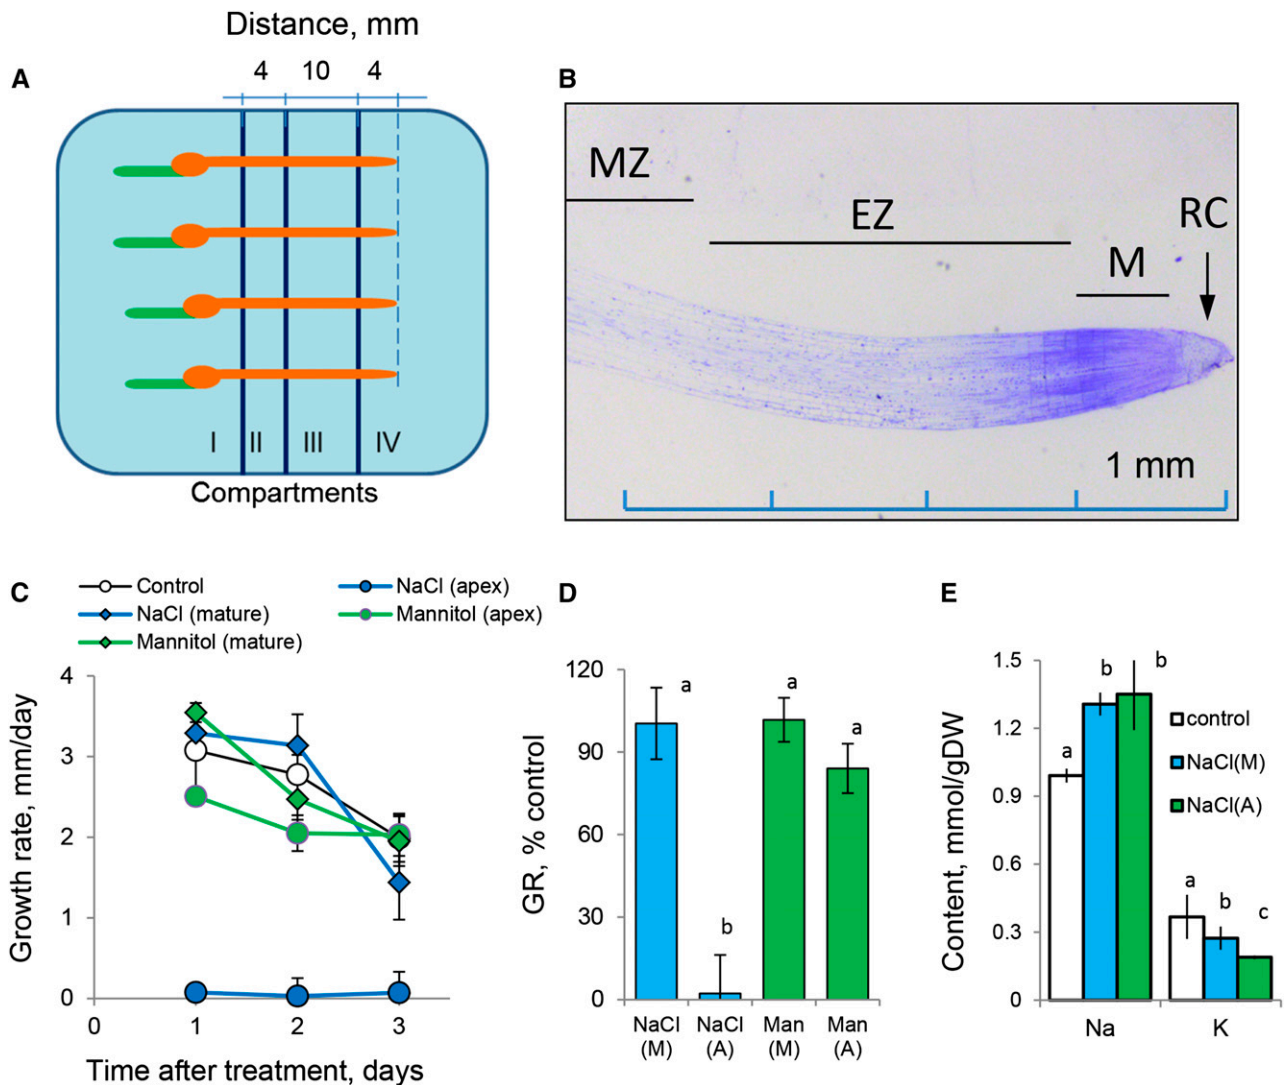 Distance, mm
A
4 10 4
I II III IV
Compartments
B
MZ
EZ
RC
M
1 mm
C
Control
NaCl (apex)
NaCl (mature)
Mannitol (apex)
Mannitol (mature)
Growth rate, mm/day
4
3
2
1
0
0 1 2 3
Time after treatment, days
D
GR, % control
120
90
60
30
0
a
b
a
a
NaCl (M)
NaCl (A)
Man (M)
Man (A)
E
Content, mmol/gDW
1.5
1.2
0.9
0.6
0.3
0
a
b
b
a
b
c
control
NaCl(M)
NaCl(A)
Na
K